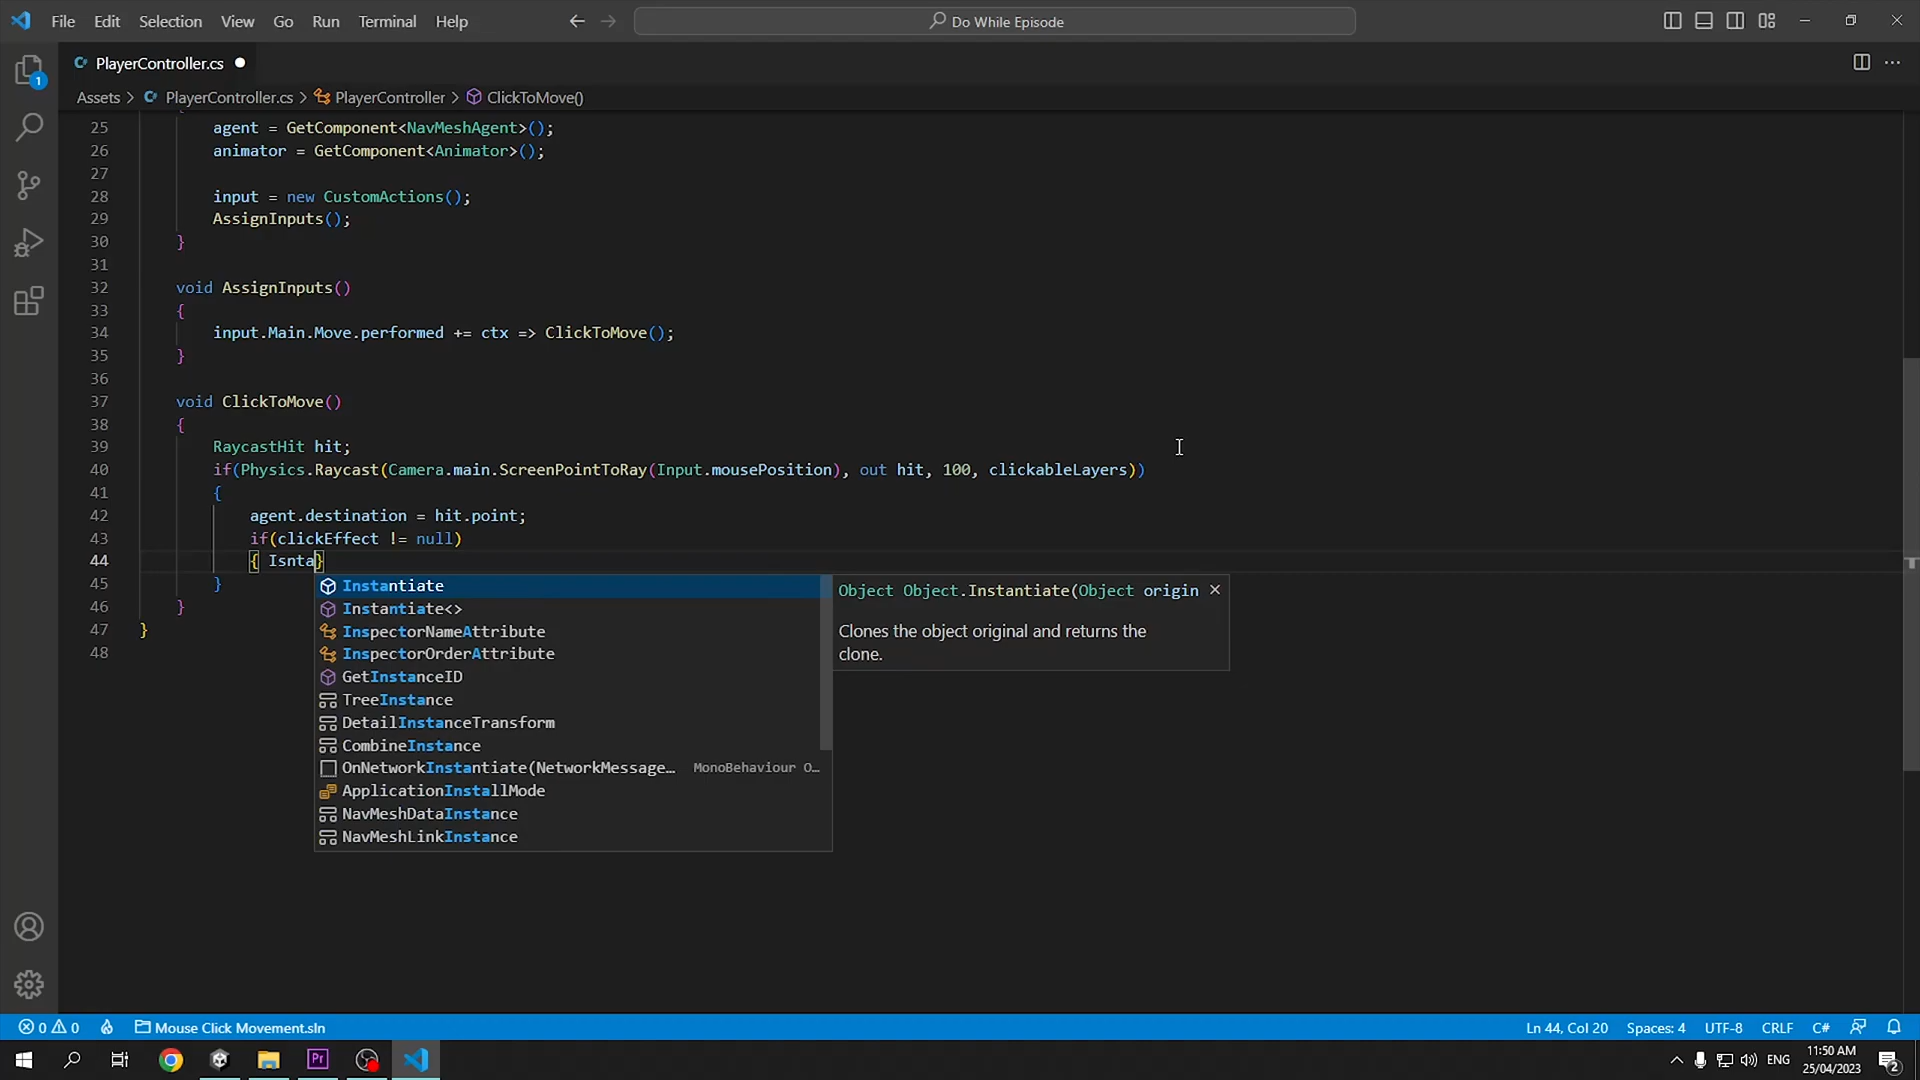 File Edit Selection View Go Run Terminal Help
Do While Episode
PlayerController.cs
1
Assets > PlayerController.cs > PlayerController > ClickToMove()
25 agent = GetComponent<NavMeshAgent>();
26 animator = GetComponent<Animator>();
27
28 input = new CustomActions();
29 AssignInputs();
30 }
31
32 void AssignInputs()
33 {
34 input.Main.Move.performed += ctx => ClickToMove();
35 }
36
37 void ClickToMove()
38 {
39 RaycastHit hit;
40 if(Physics.Raycast(Camera.main.ScreenPointToRay(Input.mousePosition), out hit, 100, clickableLayers))
41 {
42 agent.destination = hit.point;
43 if(clickEffect != null)
44 { Isnta}
45 }
46 }
47 }
48
Instantiate
Instantiate<>
InspectorNameAttribute
InspectorOrderAttribute
GetInstanceID
TreeInstance
DetailInstanceTransform
CombineInstance
OnNetworkInstantiate(NetworkMessage… MonoBehaviour O…
ApplicationInstallMode
NavMeshDataInstance
NavMeshLinkInstance
Object Object.Instantiate(Object origin
Clones the object original and returns the
clone.
0 0 Mouse Click Movement.sln Ln 44, Col 20 Spaces: 4 UTF-8 CRLF C#
Pr ENG 11:50 AM
25/04/2023 2